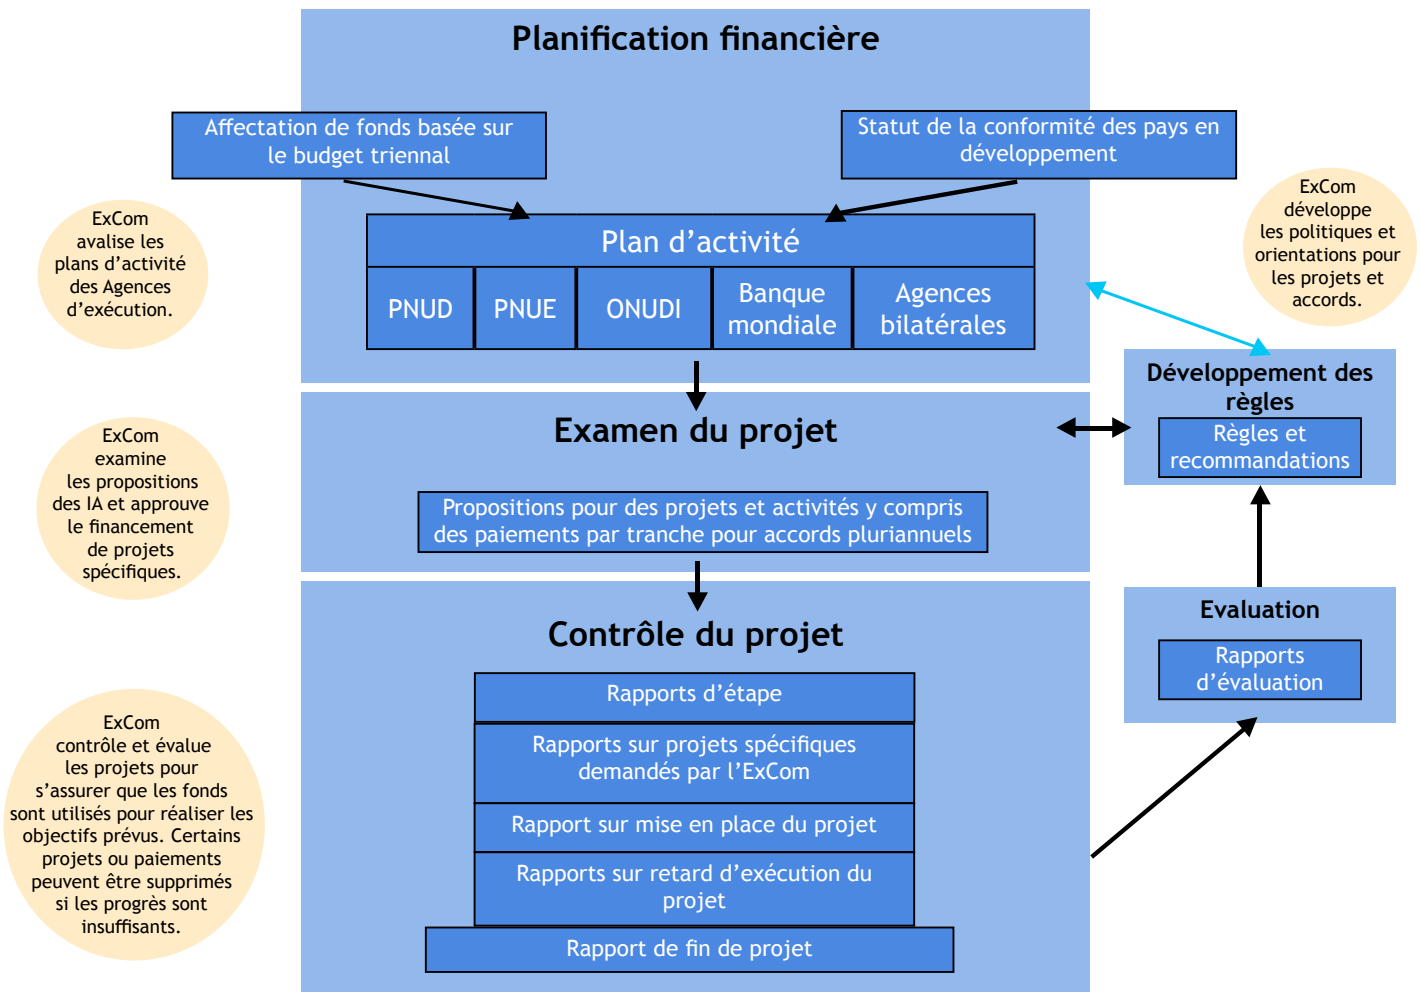 Planification financière
Affectation de fonds basée sur
le budget triennal
Statut de la conformité des pays en
développement
ExCom
avalise les
plans d’activité
des Agences
d’exécution.
Plan d’activité
PNUD
PNUE
ONUDI
Banque
mondiale
Agences
bilatérales
ExCom
développe
les politiques et
orientations pour
les projets et
accords.
Développement des
règles
Règles et
recommandations
ExCom
examine
les propositions
des IA et approuve
le financement
de projets
spécifiques.
Examen du projet
Propositions pour des projets et activités y compris
des paiements par tranche pour accords pluriannuels
Evaluation
Rapports
d’évaluation
ExCom
contrôle et évalue
les projets pour
s’assurer que les fonds
sont utilisés pour réaliser les
objectifs prévus. Certains
projets ou paiements
peuvent être supprimés
si les progrès sont
insuffisants.
Contrôle du projet
Rapports d’étape
Rapports sur projets spécifiques
demandés par l’ExCom
Rapport sur mise en place du projet
Rapports sur retard d’exécution du
projet
Rapport de fin de projet